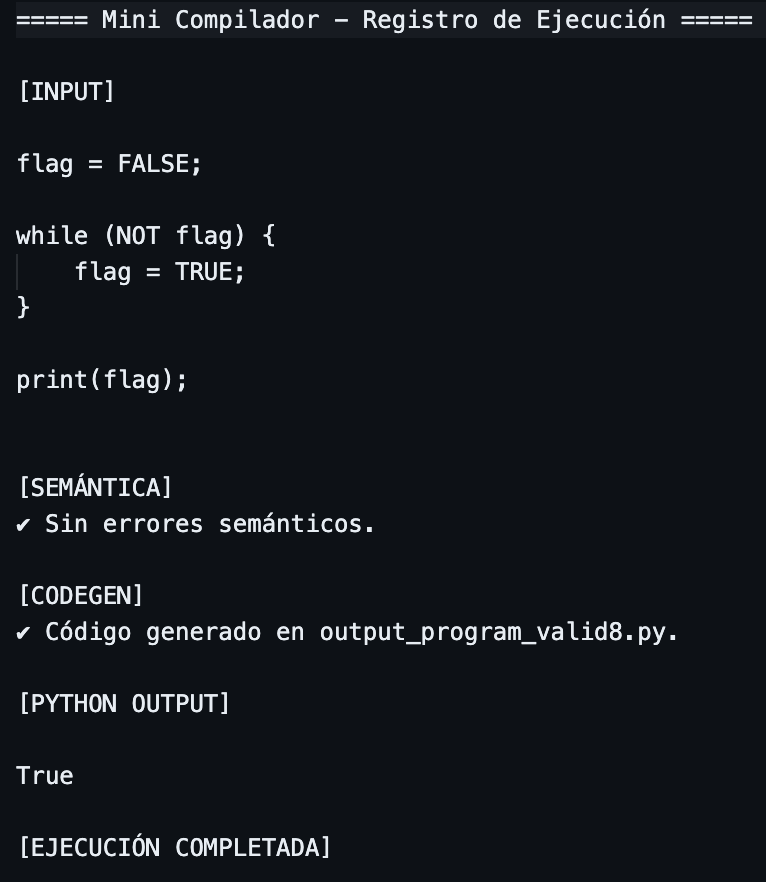 ===== Mini Compilador – Registro de Ejecución =====
[INPUT]
flag = FALSE;
while (NOT flag) {
    flag = TRUE;
}
print(flag);
[SEMÁNTICA]
✔ Sin errores semánticos.
[CODEGEN]
✔ Código generado en output_program_valid8.py.
[PYTHON OUTPUT]
True
[EJECUCIÓN COMPLETADA]